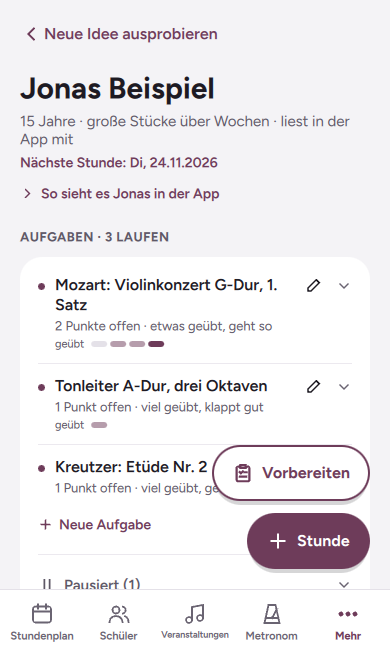 Neue Idee ausprobieren
Jonas Beispiel
15 Jahre · große Stücke über Wochen · liest in der
App mit
Nächste Stunde: Di, 24.11.2026
So sieht es Jonas in der App
AUFGABEN · 3 LAUFEN
Mozart: Violinkonzert G-Dur, 1.
Satz
2 Punkte offen · etwas geübt, geht so
geübt
Tonleiter A-Dur, drei Oktaven
1 Punkt offen · viel geübt, klappt gut
geübt
Kreutzer: Etüde Nr. 2
1 Punkt offen · viel
Vorbereiten
+ Neue Aufgabe
+ Stunde
Pausiert (1)
Stundenplan
Schüler
Veranstaltungen
Metronom
Mehr